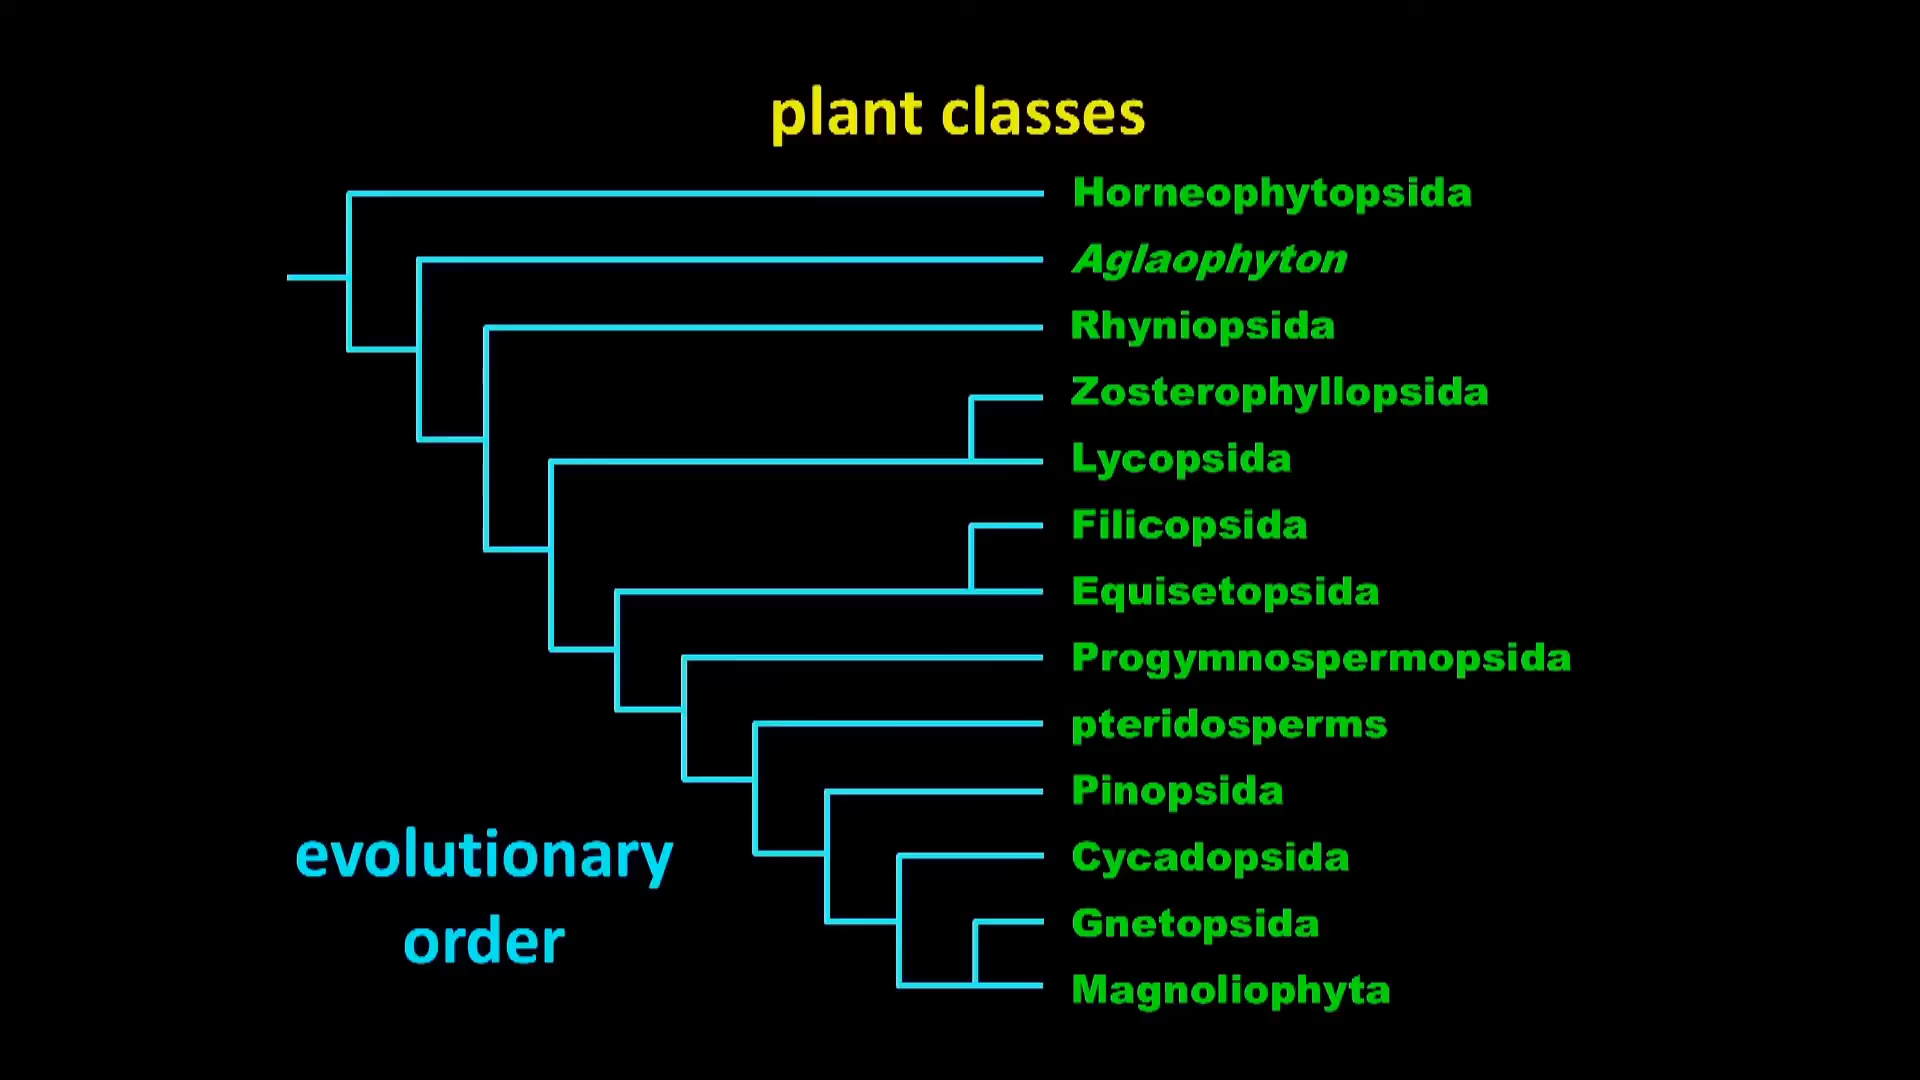 plant classes
Horneophytopsida
Aglaophyton
Rhyniopsida
Zosterophyllopsida
Lycopsida
Filicopsida
Equisetopsida
Progymnospermopsida
pteridosperms
Pinopsida
Cycadopsida
Gnetopsida
Magnoliophyta
evolutionary
order